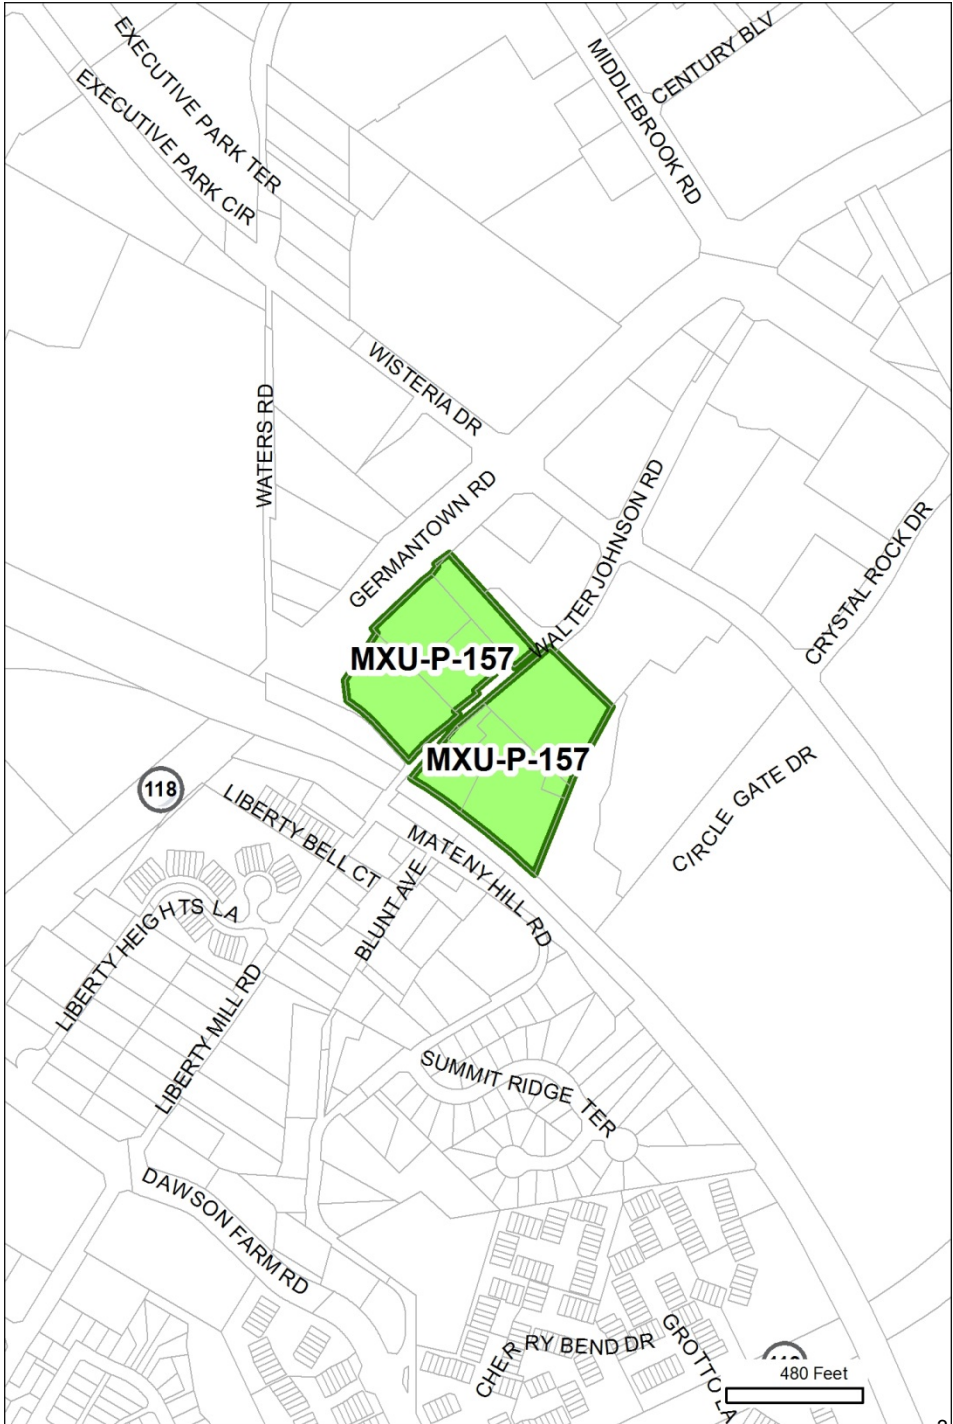 EXECUTIVE PARK TER
EXECUTIVE PARK CIR
MIDDLEBROOK RD
CENTURY BLV
WISTERIA DR
WATERS RD
GERMANTOWN RD
WALTER JOHNSON RD
CRYSTAL ROCK DR
MXU-P-157
MXU-P-157
118
CIRCLE GATE DR
LIBERTY BELL CT
MATENY HILL RD
BLUNT AVE
LIBERTY HEIGHTS LA
LIBERTY MILL RD
SUMMIT RIDGE TER
DAWSON FARM RD
CHERRY BEND DR
GROTTO LA
480 Feet